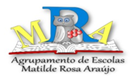 MRA
Agrupamento de Escolas
Matilde Rosa Araújo